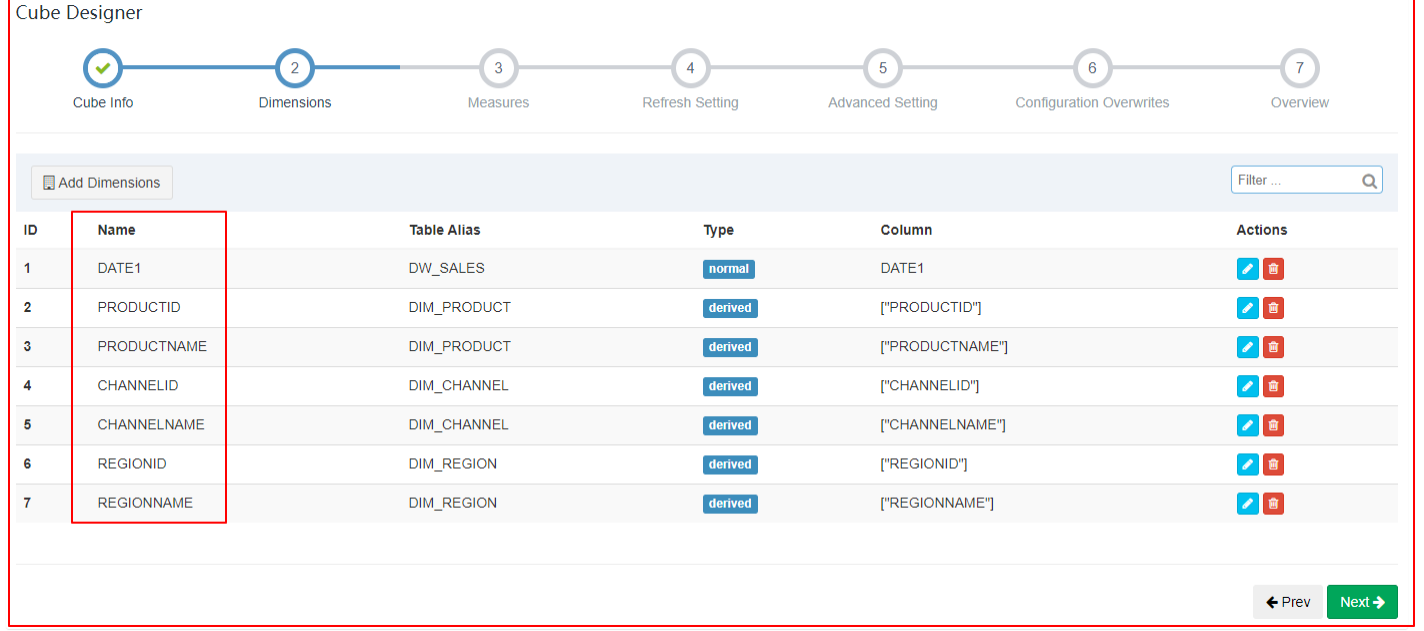 Cube Designer
2 3 4 5 6 7
Cube Info Dimensions Measures Refresh Setting Advanced Setting Configuration Overwrites Overview
Add Dimensions Filter ...
ID Name Table Alias Type Column Actions
1 DATE1 DW_SALES normal DATE1
2 PRODUCTID DIM_PRODUCT derived ["PRODUCTID"]
3 PRODUCTNAME DIM_PRODUCT derived ["PRODUCTNAME"]
4 CHANNELID DIM_CHANNEL derived ["CHANNELID"]
5 CHANNELNAME DIM_CHANNEL derived ["CHANNELNAME"]
6 REGIONID DIM_REGION derived ["REGIONID"]
7 REGIONNAME DIM_REGION derived ["REGIONNAME"]
Prev Next